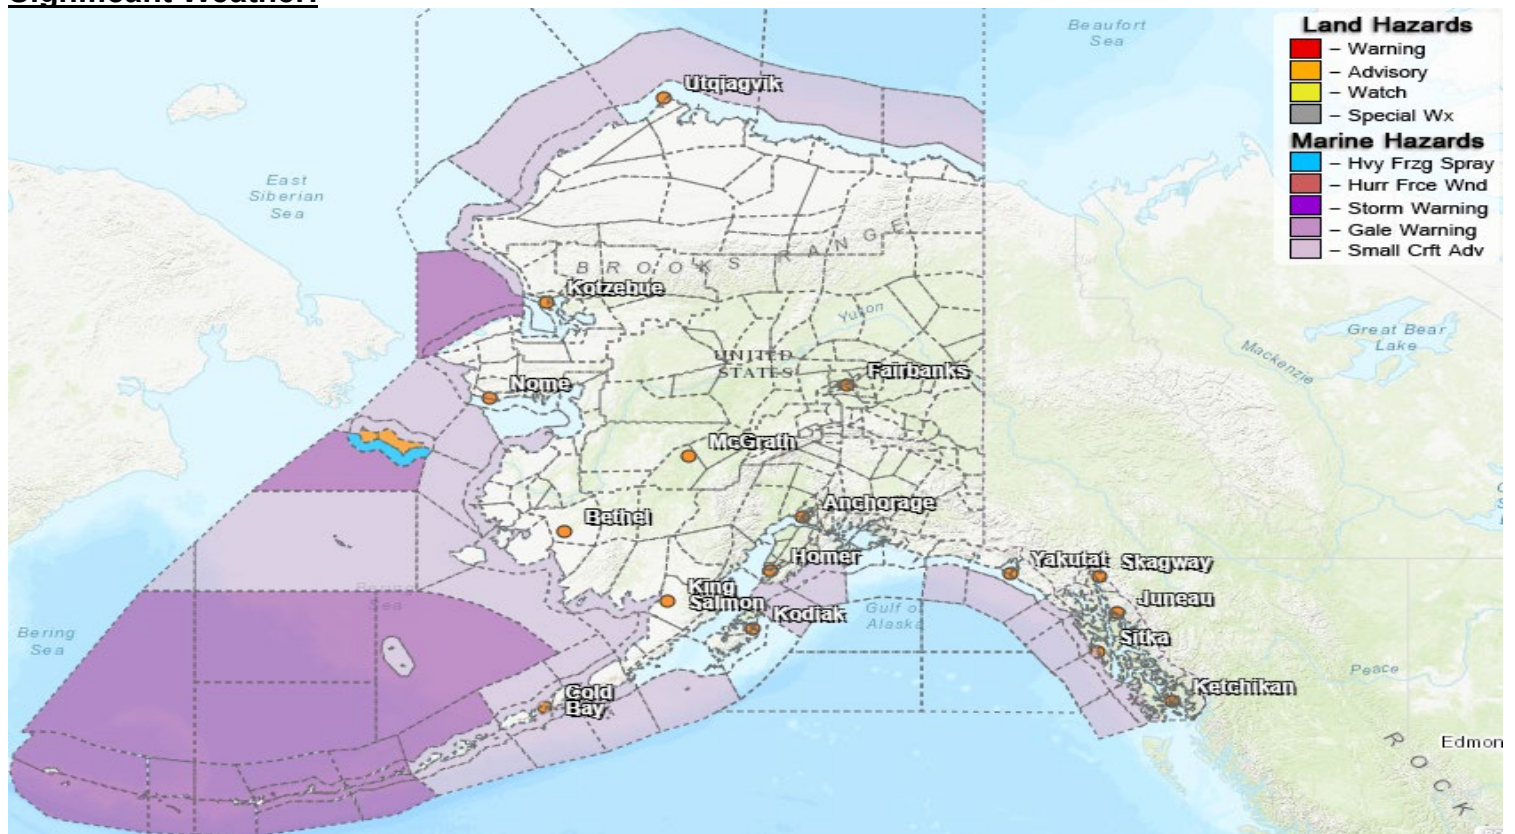 Significant Weather:
Beaufort
Sea
Land Hazards
– Warning
– Advisory
– Watch
– Special Wx
Marine Hazards
– Hvy Frzg Spray
– Hurr Frce Wnd
– Storm Warning
– Gale Warning
– Small Crft Adv
Utqiagvik
East
Siberian
Sea
BROOKS RANGE
Kotzebue
Yukon
Great Bear
Lake
Mackenzie
UNITED
STATES
Fairbanks
Nome
McGrath
Anchorage
Bethel
Homer
Yakutat
Skagway
King
Salmon
Bering
Sea
Juneau
Kodiak
Gulf of
Alaska
Bering
Sea
Sitka
Peace
Ketchikan
Cold
Bay
Edmon
ROCK